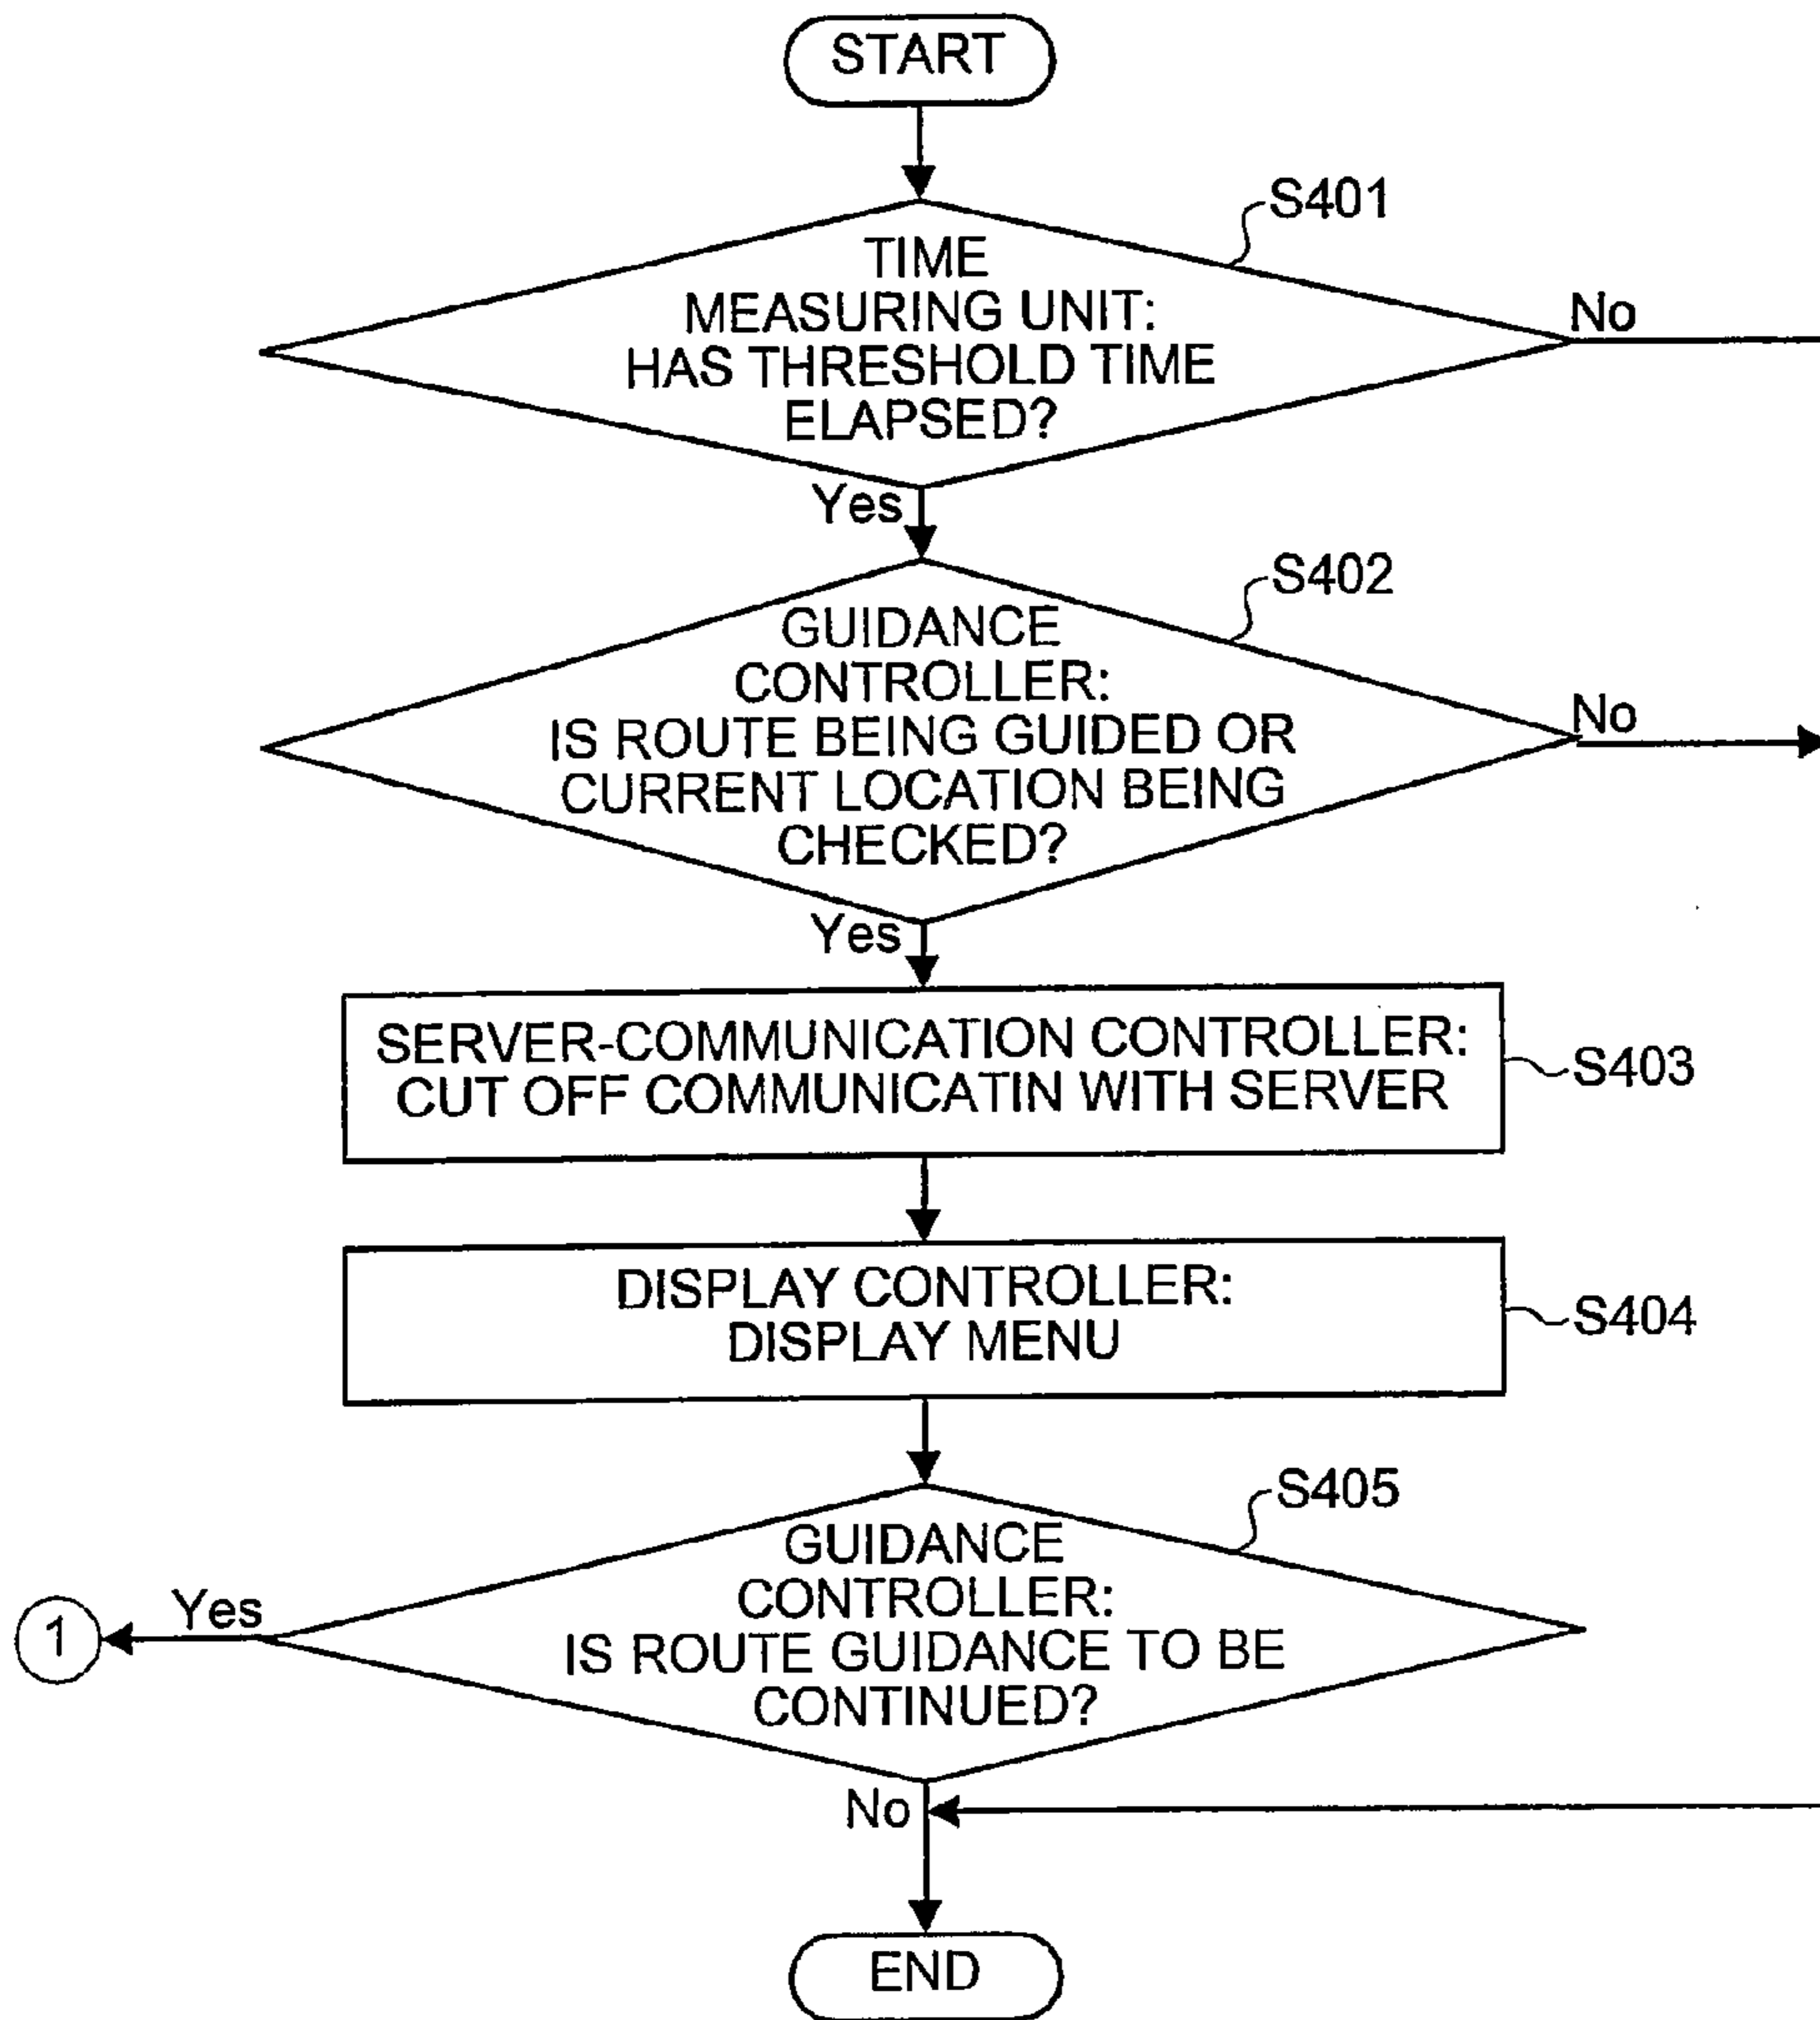 START
S401
TIME
MEASURING UNIT:
HAS THRESHOLD TIME
ELAPSED?
No
Yes
S402
GUIDANCE
CONTROLLER:
IS ROUTE BEING GUIDED OR
CURRENT LOCATION BEING
CHECKED?
No
Yes
SERVER-COMMUNICATION CONTROLLER:
CUT OFF COMMUNICATIN WITH SERVER
S403
DISPLAY CONTROLLER:
DISPLAY MENU
S404
S405
GUIDANCE
CONTROLLER:
IS ROUTE GUIDANCE TO BE
CONTINUED?
Yes
1
No
END